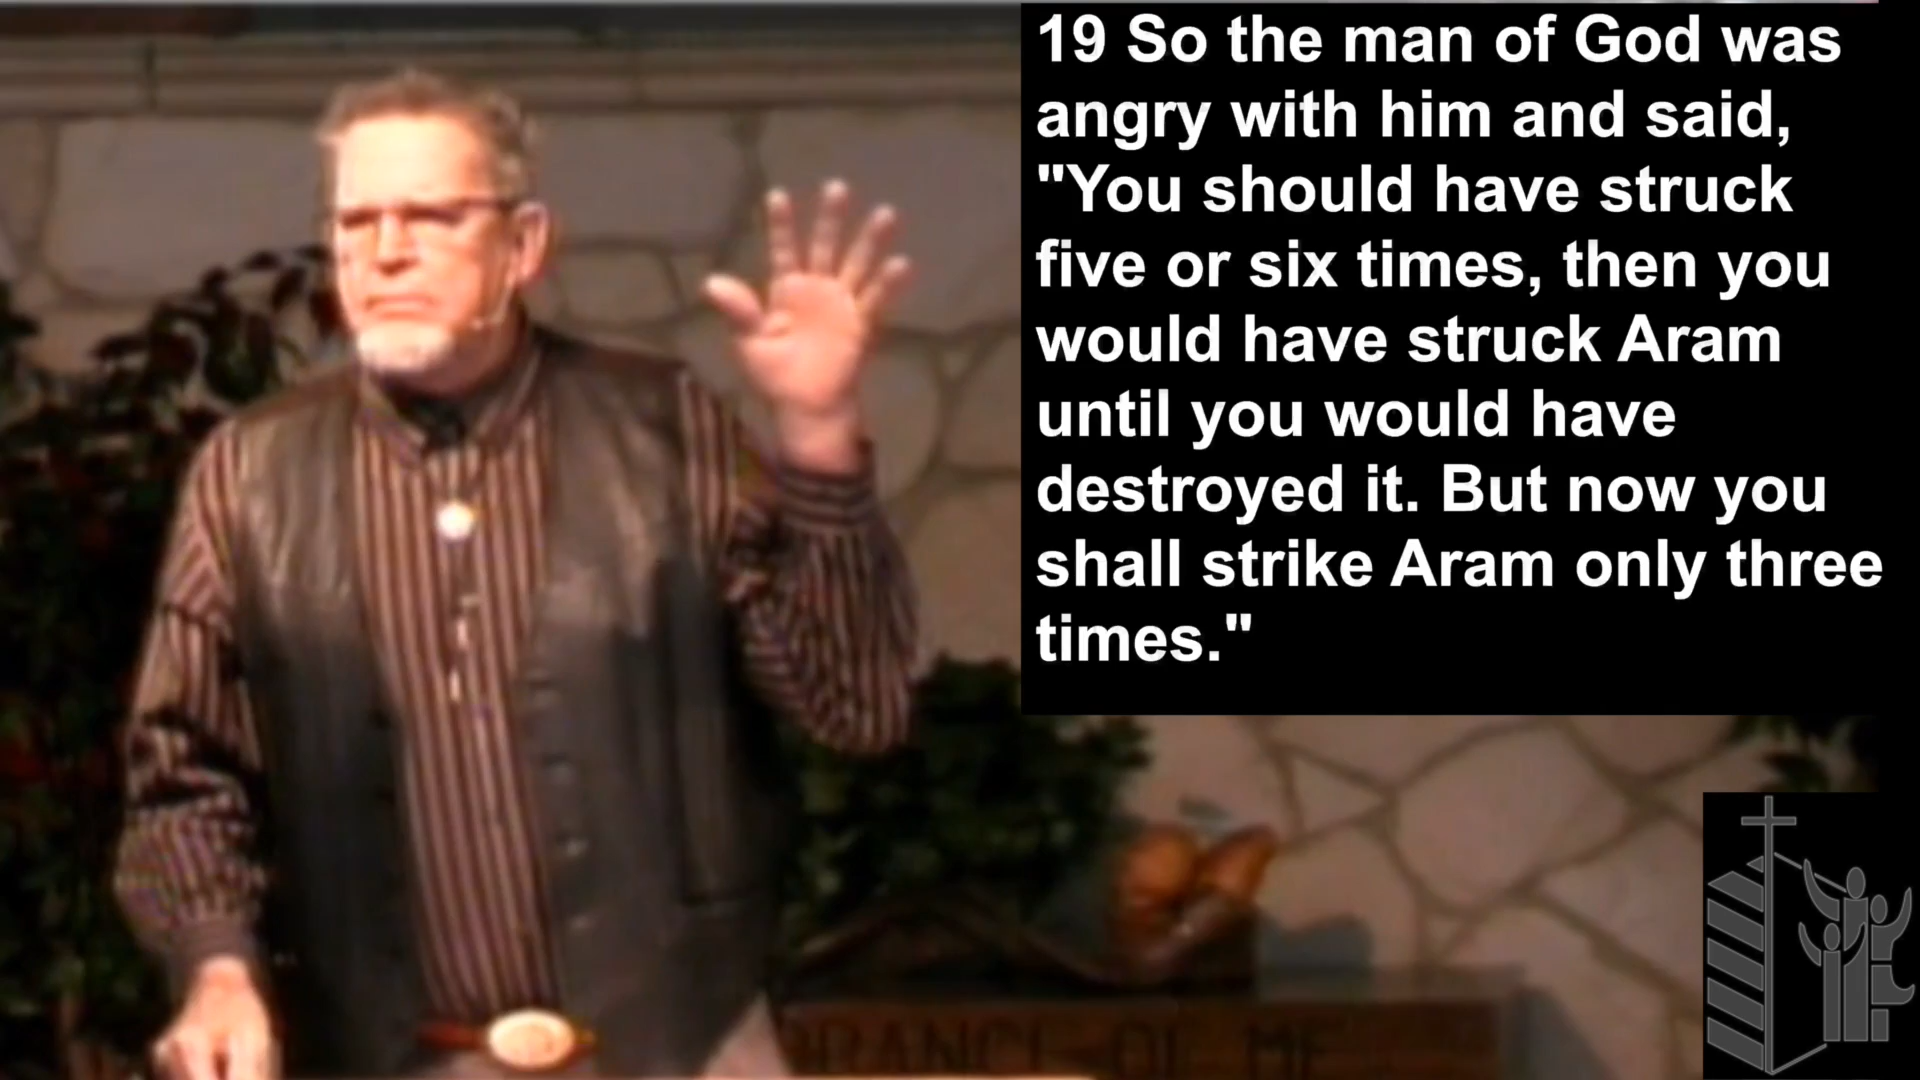 19 So the man of God was
angry with him and said,
"You should have struck
five or six times, then you
would have struck Aram
until you would have
destroyed it. But now you
shall strike Aram only three
times."
OF ME